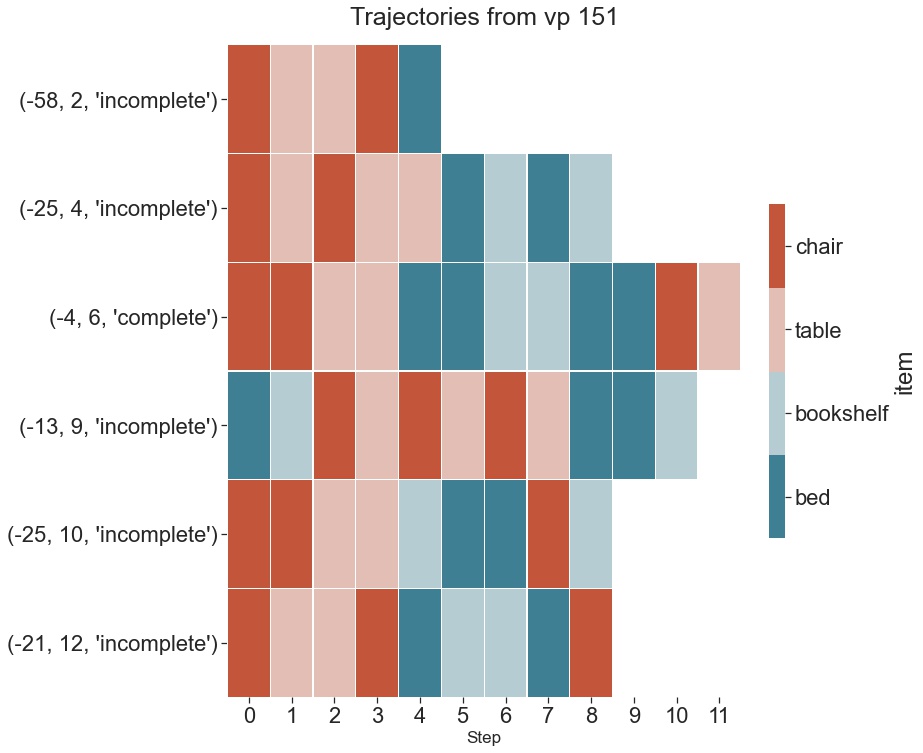 Trajectories from vp 151
(-58, 2, 'incomplete')
(-25, 4, 'incomplete')
(-4, 6, 'complete')
(-13, 9, 'incomplete')
(-25, 10, 'incomplete')
(-21, 12, 'incomplete')
0 1 2 3 4 5 6 7 8 9 10 11
Step
chair
table
bookshelf
bed
item